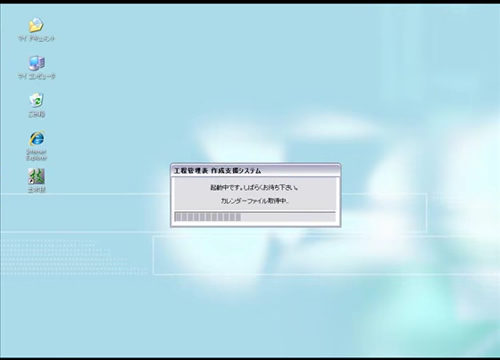 マイ ドキュメント
マイ コンピュータ
ごみ箱
Internet
Explorer
工程管理表 作成支援システム
起動中です。しばらくお待ち下さい。
カレンダーファイル取得中.